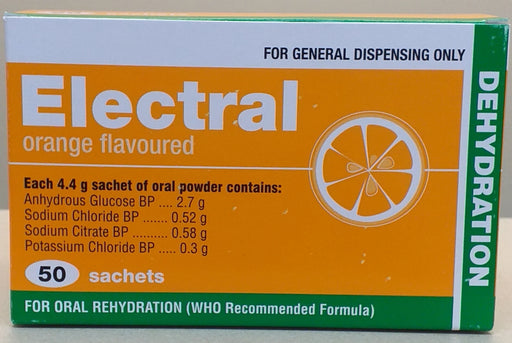 FOR GENERAL DISPENSING ONLY
Electral
orange flavoured
Each 4.4 g sachet of oral powder contains:
Anhydrous Glucose BP .... 2.7 g
Sodium Chloride BP ....... 0.52 g
Sodium Citrate BP .......... 0.58 g
Potassium Chloride BP ..... 0.3 g
50 sachets
FOR ORAL REHYDRATION (WHO Recommended Formula)
DEHYDRATION